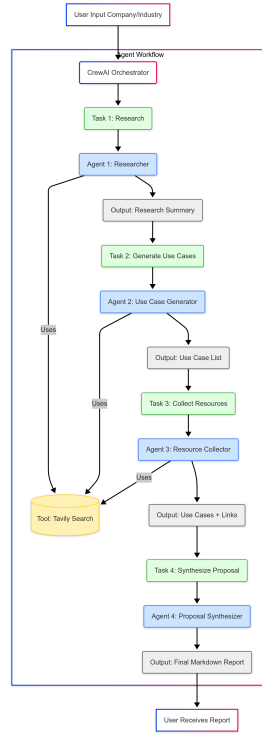 User Input Company/Industry
Agent Workflow
CrewAI Orchestrator
Task 1: Research
Agent 1: Researcher
Output: Research Summary
Task 2: Generate Use Cases
Agent 2: Use Case Generator
Uses
Output: Use Case List
Uses
Task 3: Collect Resources
Agent 3: Resource Collector
Uses
Tool: Tavily Search
Output: Use Cases + Links
Task 4: Synthesize Proposal
Agent 4: Proposal Synthesizer
Output: Final Markdown Report
User Receives Report